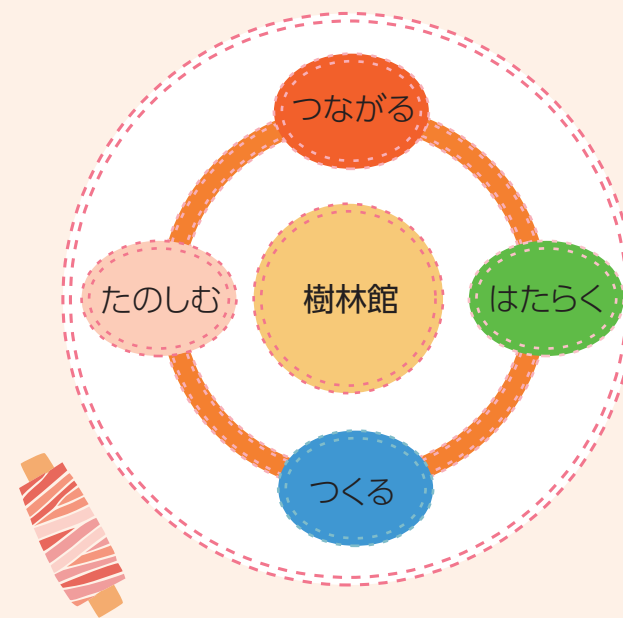 つながる
たのしむ
樹林館
はたらく
つくる